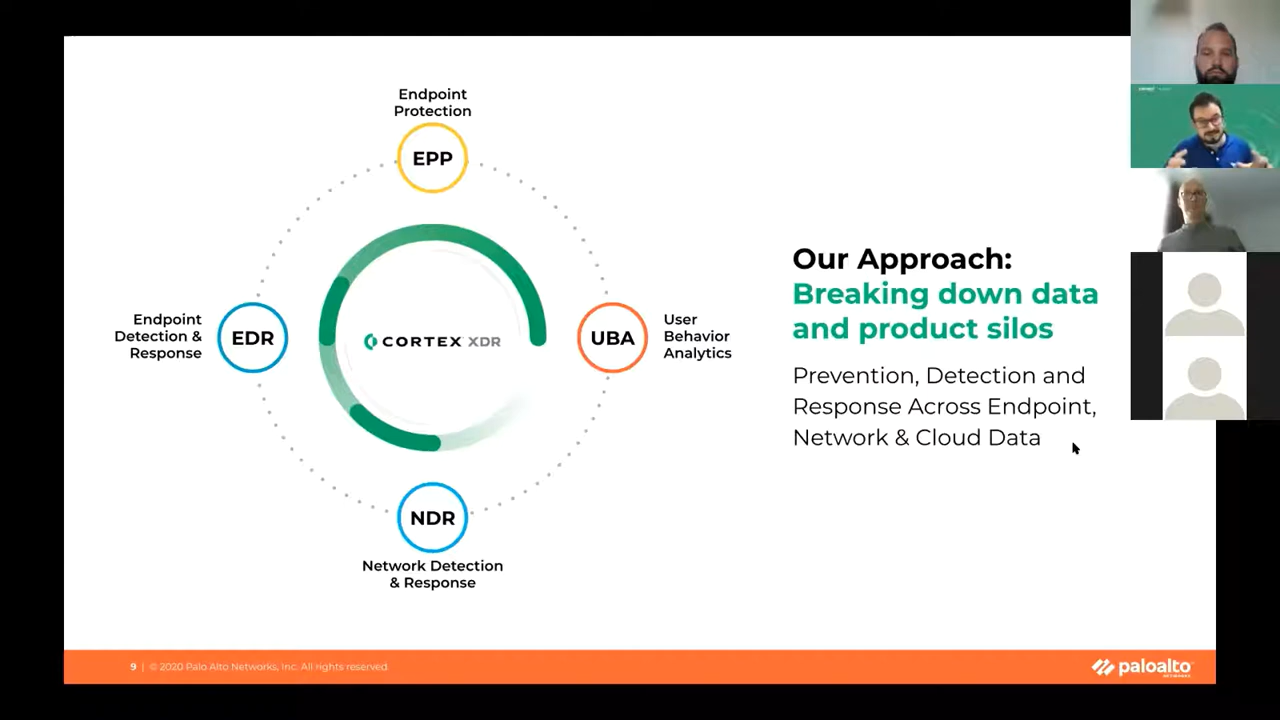 Endpoint
Protection
EPP
Endpoint
Detection &
Response
EDR
CORTEX XDR
UBA
User
Behavior
Analytics
NDR
Network Detection
& Response
Our Approach:
Breaking down data
and product silos
Prevention, Detection and
Response Across Endpoint,
Network & Cloud Data
9 | © 2020 Palo Alto Networks, Inc. All rights reserved.
paloalto
NETWORKS